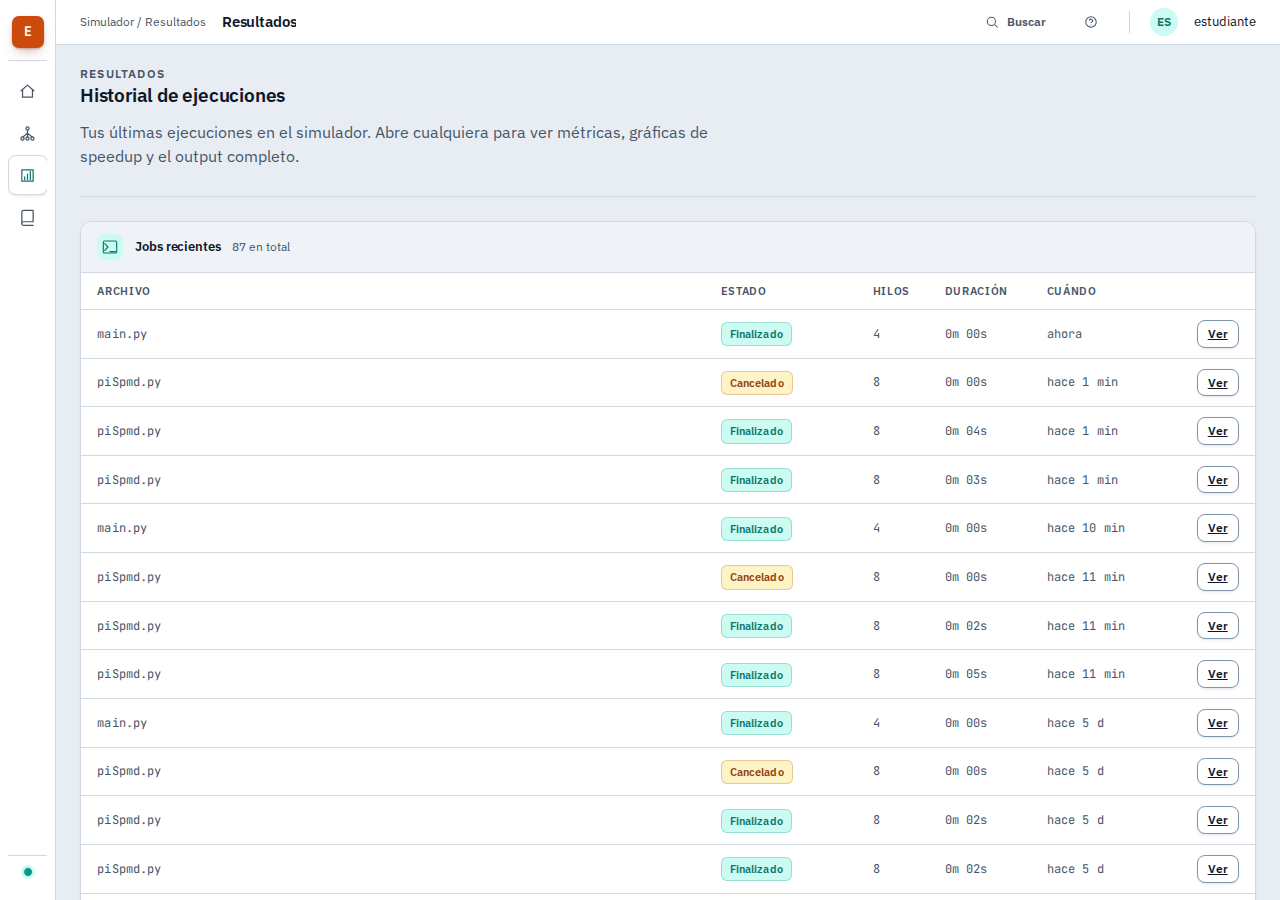 E
Simulador / Resultados Resultados Buscar ES estudiante
RESULTADOS
Historial de ejecuciones
Tus últimas ejecuciones en el simulador. Abre cualquiera para ver métricas, gráficas de
speedup y el output completo.
Jobs recientes 87 en total
ARCHIVO ESTADO HILOS DURACIÓN CUÁNDO
main.py Finalizado 4 0m 00s ahora Ver
piSpmd.py Cancelado 8 0m 00s hace 1 min Ver
piSpmd.py Finalizado 8 0m 04s hace 1 min Ver
piSpmd.py Finalizado 8 0m 03s hace 1 min Ver
main.py Finalizado 4 0m 00s hace 10 min Ver
piSpmd.py Cancelado 8 0m 00s hace 11 min Ver
piSpmd.py Finalizado 8 0m 02s hace 11 min Ver
piSpmd.py Finalizado 8 0m 05s hace 11 min Ver
main.py Finalizado 4 0m 00s hace 5 d Ver
piSpmd.py Cancelado 8 0m 00s hace 5 d Ver
piSpmd.py Finalizado 8 0m 02s hace 5 d Ver
piSpmd.py Finalizado 8 0m 02s hace 5 d Ver